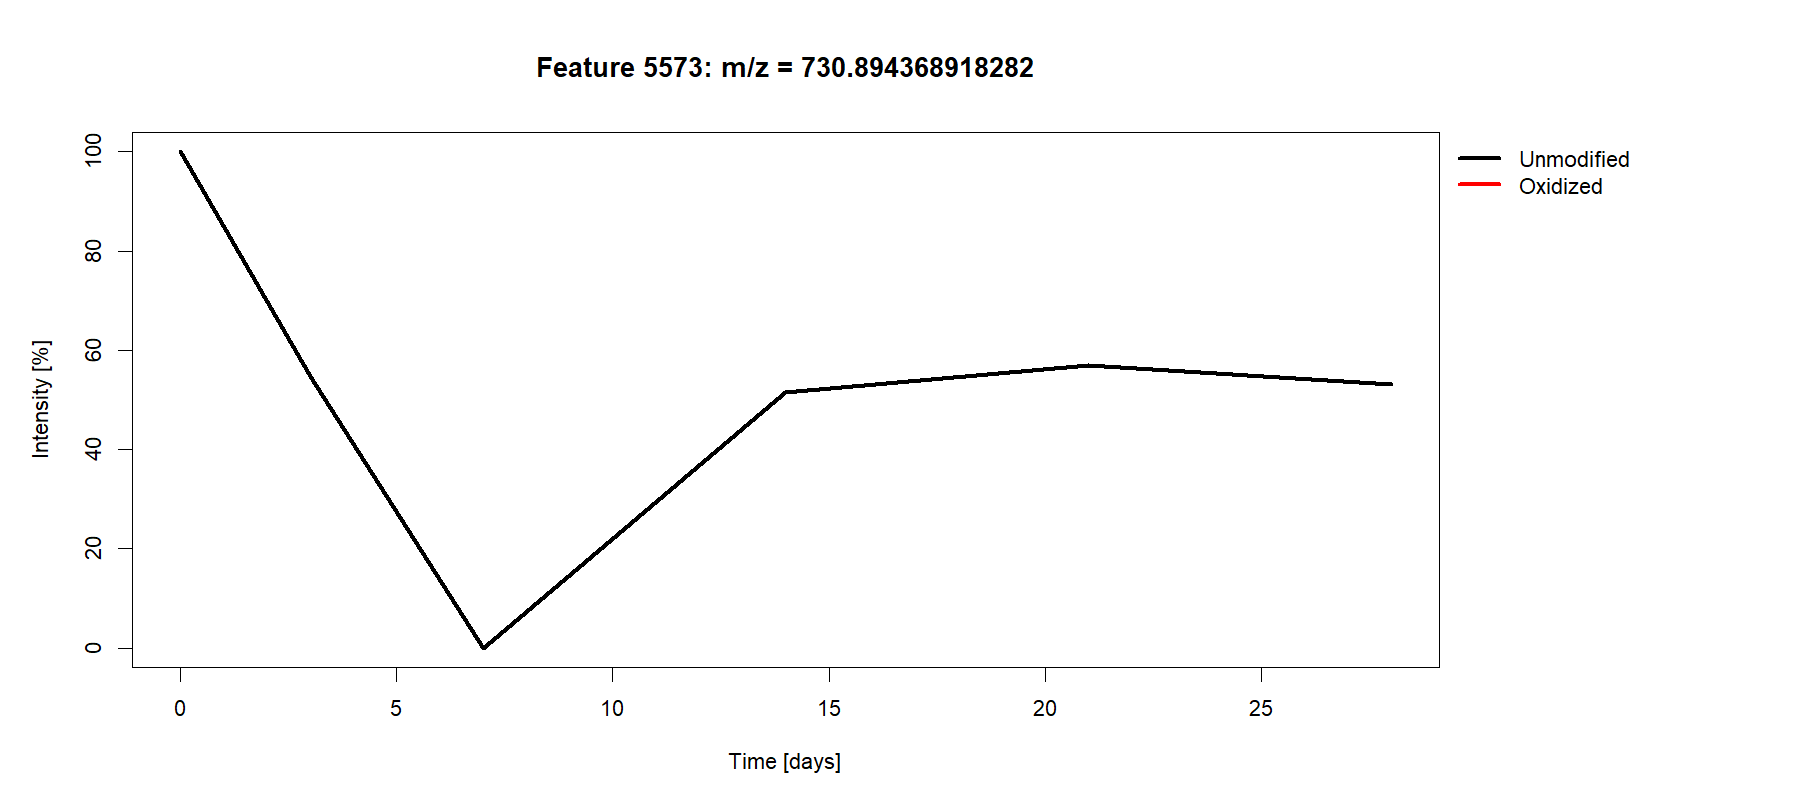 Feature 5573: m/z = 730.894368918282
Unmodified
Oxidized
Intensity [%]
100
80
60
40
20
0
0 5 10 15 20 25
Time [days]